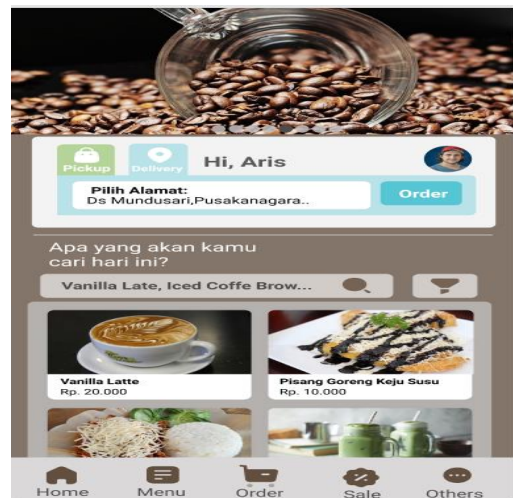 Pickup
Delivery
Hi, Aris
Pilih Alamat:
Ds Mundusari,Pusakanagara..
Order
Apa yang akan kamu
cari hari ini?
Vanilla Late, Iced Coffe Brow...
Vanilla Latte
Rp. 20.000
Pisang Goreng Keju Susu
Rp. 10.000
Home
Menu
Order
Sale
Others